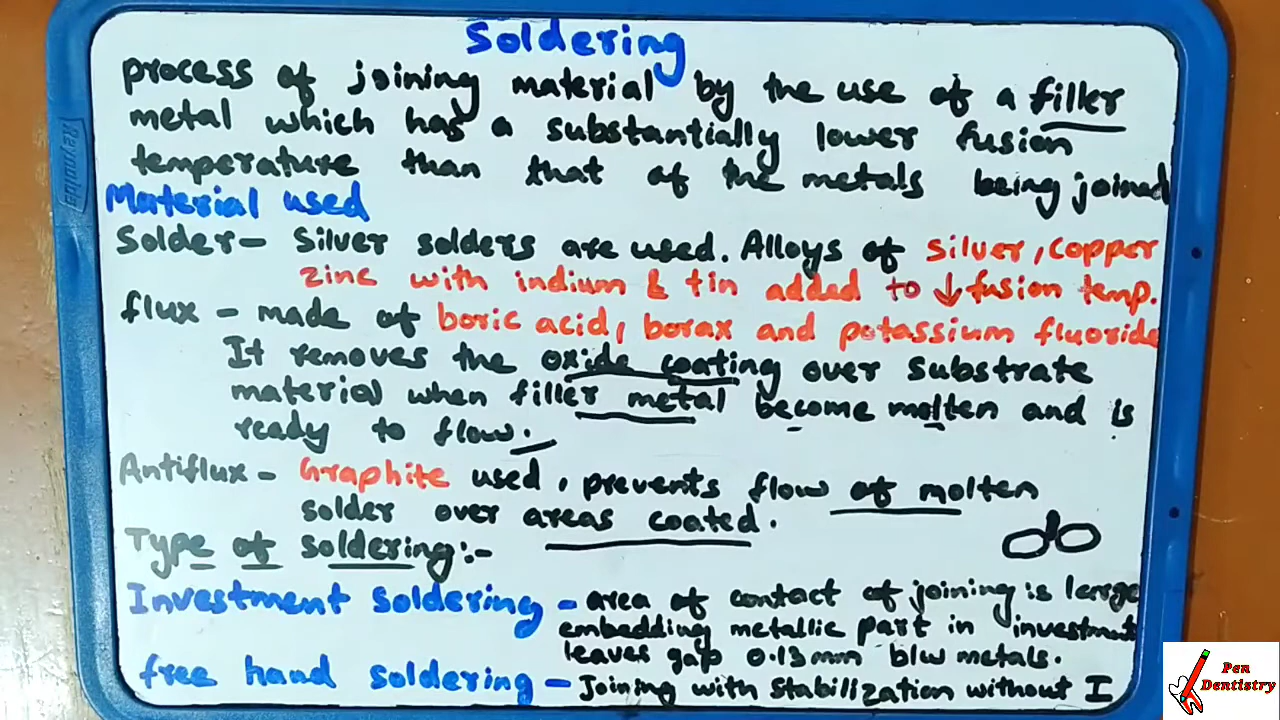 Soldering
process of joining material by the use of a filler
metal which has a substantially lower fusion
temperature than that of the metals being joined
Material used
Solder- Silver solders are used. Alloys of silver, copper
zinc with indium & tin added to ↓ fusion temp.
flux - made of boric acid, borax and potassium fluoride
It removes the oxide coating over substrate
material when filler metal become molten and is
ready to flow.
Antiflux - Graphite used, prevents flow of molten
solder over areas coated.
Type of soldering:-
Investment soldering - area of contact of joining is large
embedding metallic part in investment
leaves gap 0.13mm b/w metals.
free hand soldering - Joining with stabilization without I
Reynolds
Pen
Dentistry